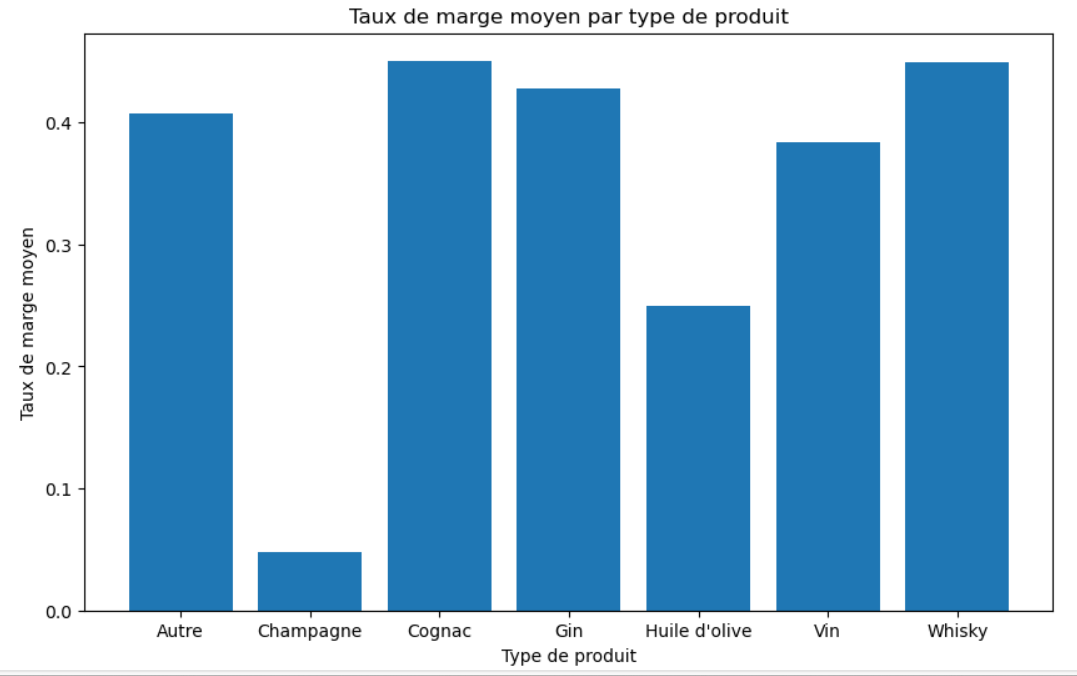 Taux de marge moyen par type de produit
Taux de marge moyen
0.4
0.3
0.2
0.1
0.0
Autre Champagne Cognac Gin Huile d'olive Vin Whisky
Type de produit